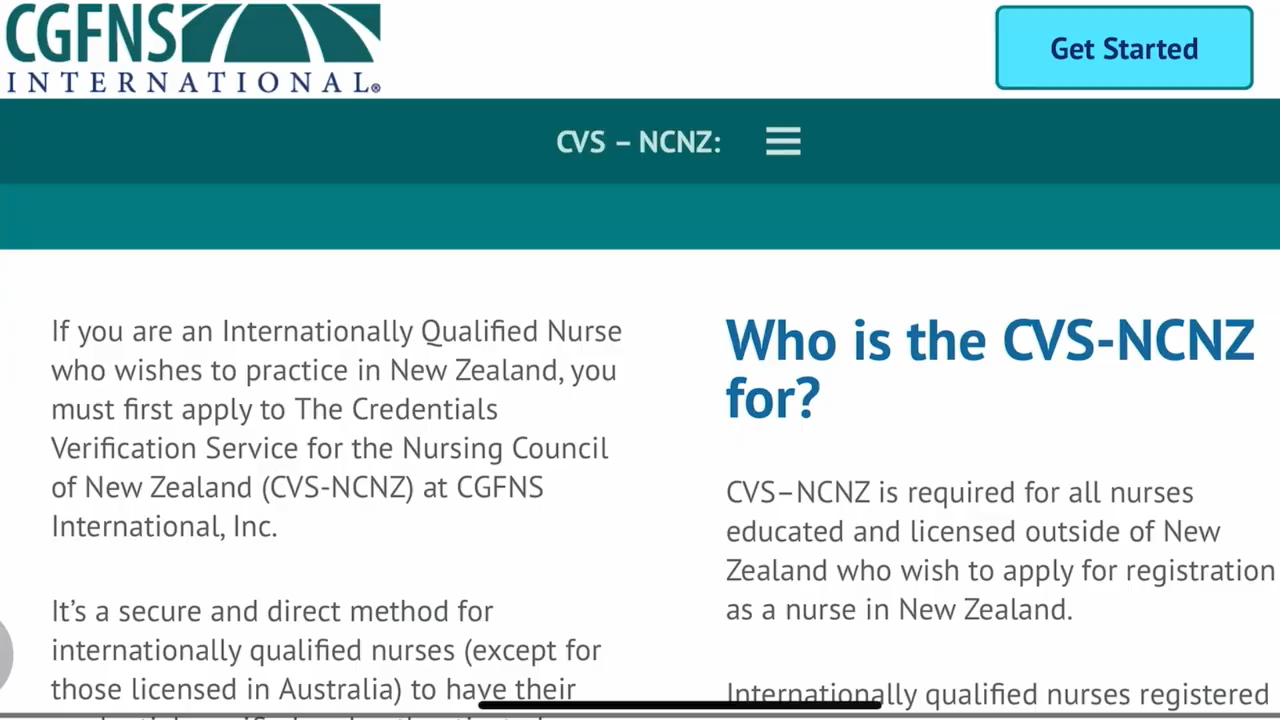 CGFNS
INTERNATIONAL®
Get Started
CVS – NCNZ:
If you are an Internationally Qualified Nurse
who wishes to practice in New Zealand, you
must first apply to The Credentials
Verification Service for the Nursing Council
of New Zealand (CVS-NCNZ) at CGFNS
International, Inc.
It’s a secure and direct method for
internationally qualified nurses (except for
those licensed in Australia) to have their
Who is the CVS-NCNZ
for?
CVS–NCNZ is required for all nurses
educated and licensed outside of New
Zealand who wish to apply for registration
as a nurse in New Zealand.
Internationally qualified nurses registered